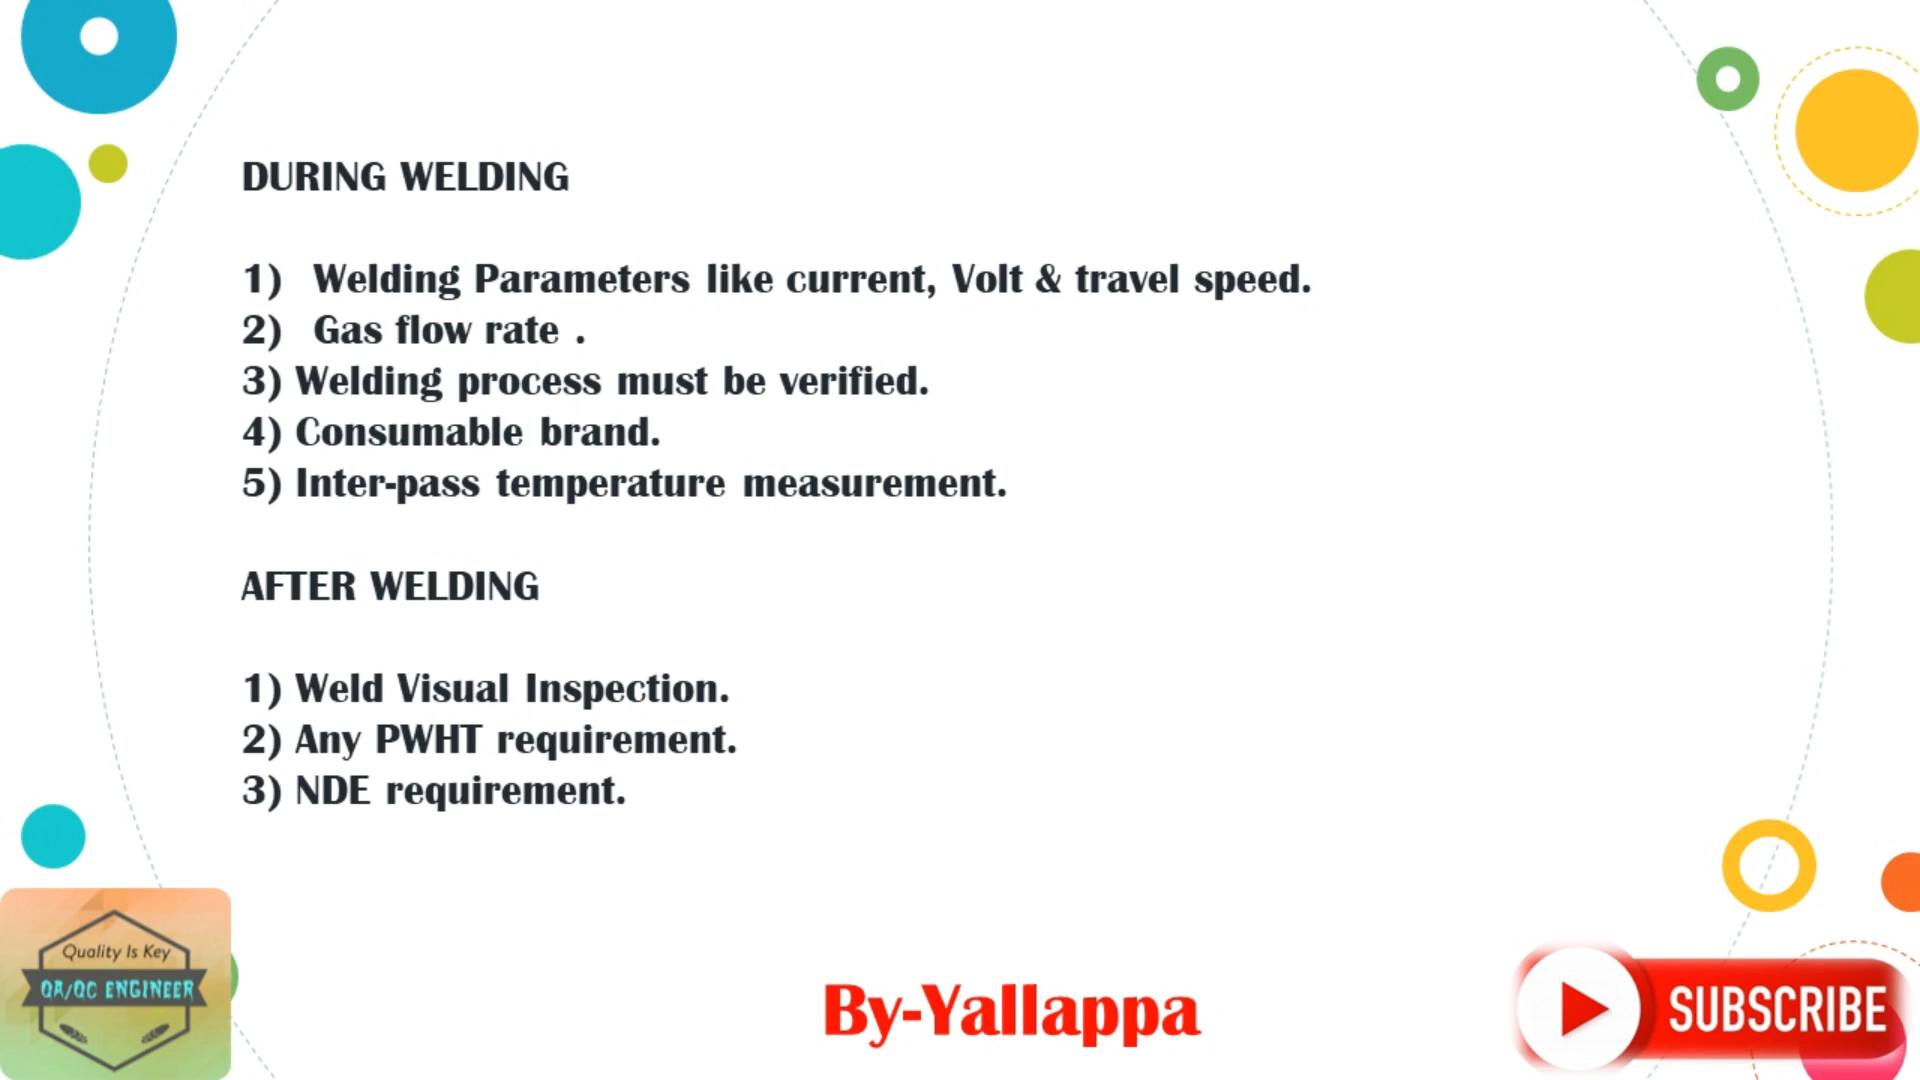 DURING WELDING
1) Welding Parameters like current, Volt & travel speed.
2) Gas flow rate .
3) Welding process must be verified.
4) Consumable brand.
5) Inter-pass temperature measurement.
AFTER WELDING
1) Weld Visual Inspection.
2) Any PWHT requirement.
3) NDE requirement.
Quality Is Key
QA/QC ENGINEER
By-Yallappa
SUBSCRIBE